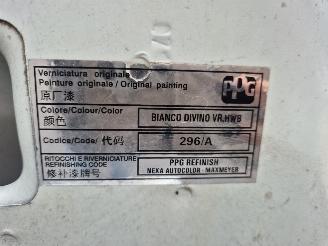 Verniciatura originale
Peinture originale / Original painting
原厂漆
PPG
Colore/Colour/Color
颜色
BIANCO DIVINO VR.HWB
Codice/Code/ 代码
296/A
RITOCCHI E RIVERNICIATURE
REFINISHING CODE
修补漆牌号
PPG REFINISH
NEXA AUTOCOLOR - MAXMEYER